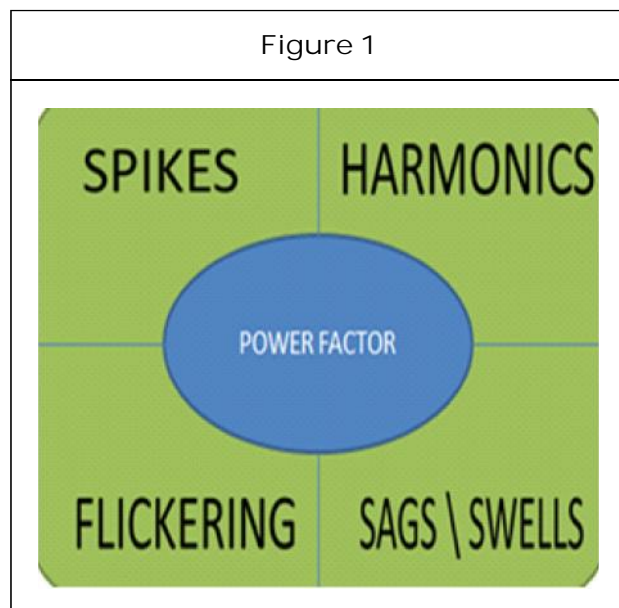 Figure 1
SPIKES
HARMONICS
POWER FACTOR
FLICKERING
SAGS \ SWELLS